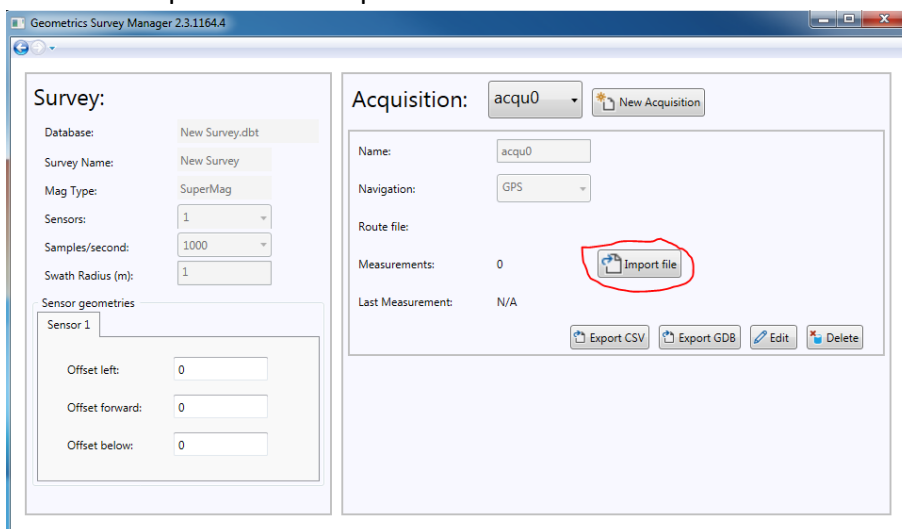 Geometrics Survey Manager 2.3.1164.4
Survey:
Database: New Survey.dbt
Survey Name: New Survey
Mag Type: SuperMag
Sensors: 1
Samples/second: 1000
Swath Radius (m): 1
Sensor geometries
Sensor 1
Offset left: 0
Offset forward: 0
Offset below: 0
Acquisition: acqu0 New Acquisition
Name: acqu0
Navigation: GPS
Route file:
Measurements: 0 Import file
Last Measurement: N/A
Export CSV Export GDB Edit Delete